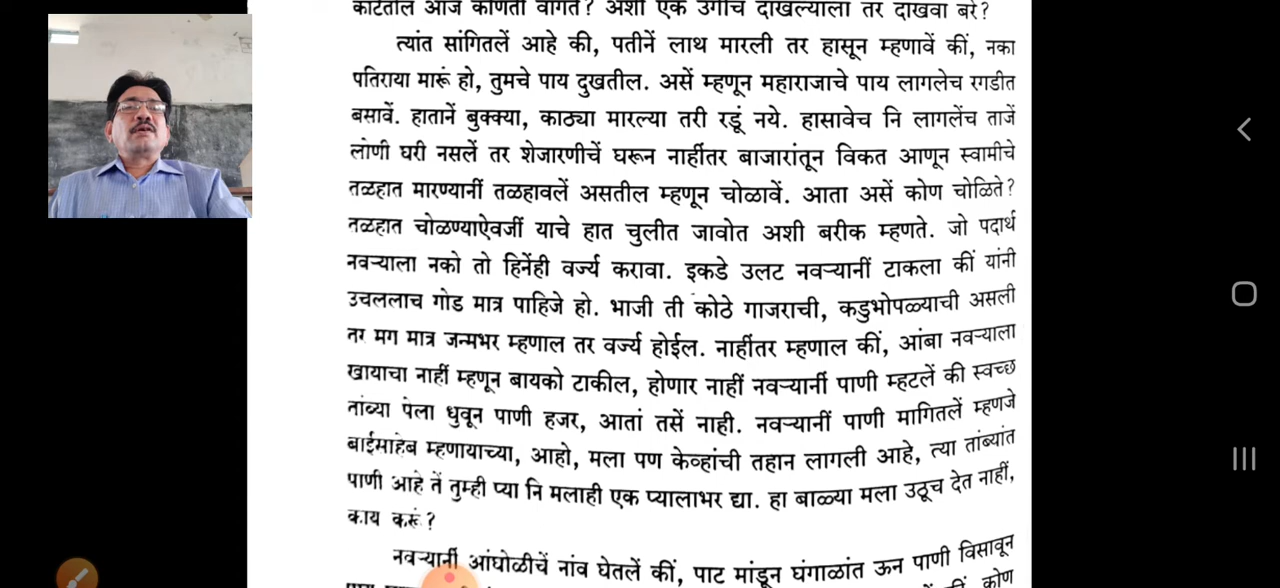 काटेतील आज कोणती वागते? अशी एक उगीच दाखल्याला तर दाखवा बरे?
त्यांत सांगितलें आहे की, पतीनें लाथ मारली तर हासून म्हणावें कीं, नका
पतिराया मारूं हो, तुमचे पाय दुखतील. असें म्हणून महाराजाचे पाय लागलेच रगडीत
बसावें. हातानें बुक्क्या, काठ्या मारल्या तरी रडूं नये. हासावेच नि लागलेंच ताजें
लोणी घरी नसलें तर शेजारणीचें घरून नाहींतर बाजारांतून विकत आणून स्वामीचे
तळहात मारण्यानीं तळहावलें असतील म्हणून चोळावें. आता असें कोण चोळिते?
तळहात चोळण्याऐवजीं याचे हात चुलीत जावोत अशी बरीक म्हणते. जो पदार्थ
नवऱ्याला नको तो हिनेंही वर्ज्य करावा. इकडे उलट नवऱ्यानीं टाकला कीं यांनी
उचललाच गोड मात्र पाहिजे हो. भाजी ती कोठे गाजराची, कडुभोपळ्याची असली
तर मग मात्र जन्मभर म्हणाल तर वर्ज्य होईल. नाहींतर म्हणाल कीं, आंबा नवऱ्याला
खायाचा नाहीं म्हणून बायको टाकील, होणार नाहीं नवऱ्यानीं पाणी म्हटलें की स्वच्छ
तांब्या पेला धुवून पाणी हजर, आतां तसें नाही. नवऱ्यानीं पाणी मागितलें म्हणजे
बाईसाहेब म्हणायाच्या, आहो, मला पण केव्हांची तहान लागली आहे, त्या तांब्यांत
पाणी आहे तें तुम्ही प्या नि मलाही एक प्यालाभर द्या. हा बाळ्या मला उठूच देत नाहीं,
काय करूं?
नवऱ्यानीं आंघोळीचें नांव घेतलें कीं, पाट मांडून घंगाळांत ऊन पाणी विसावून
कोण